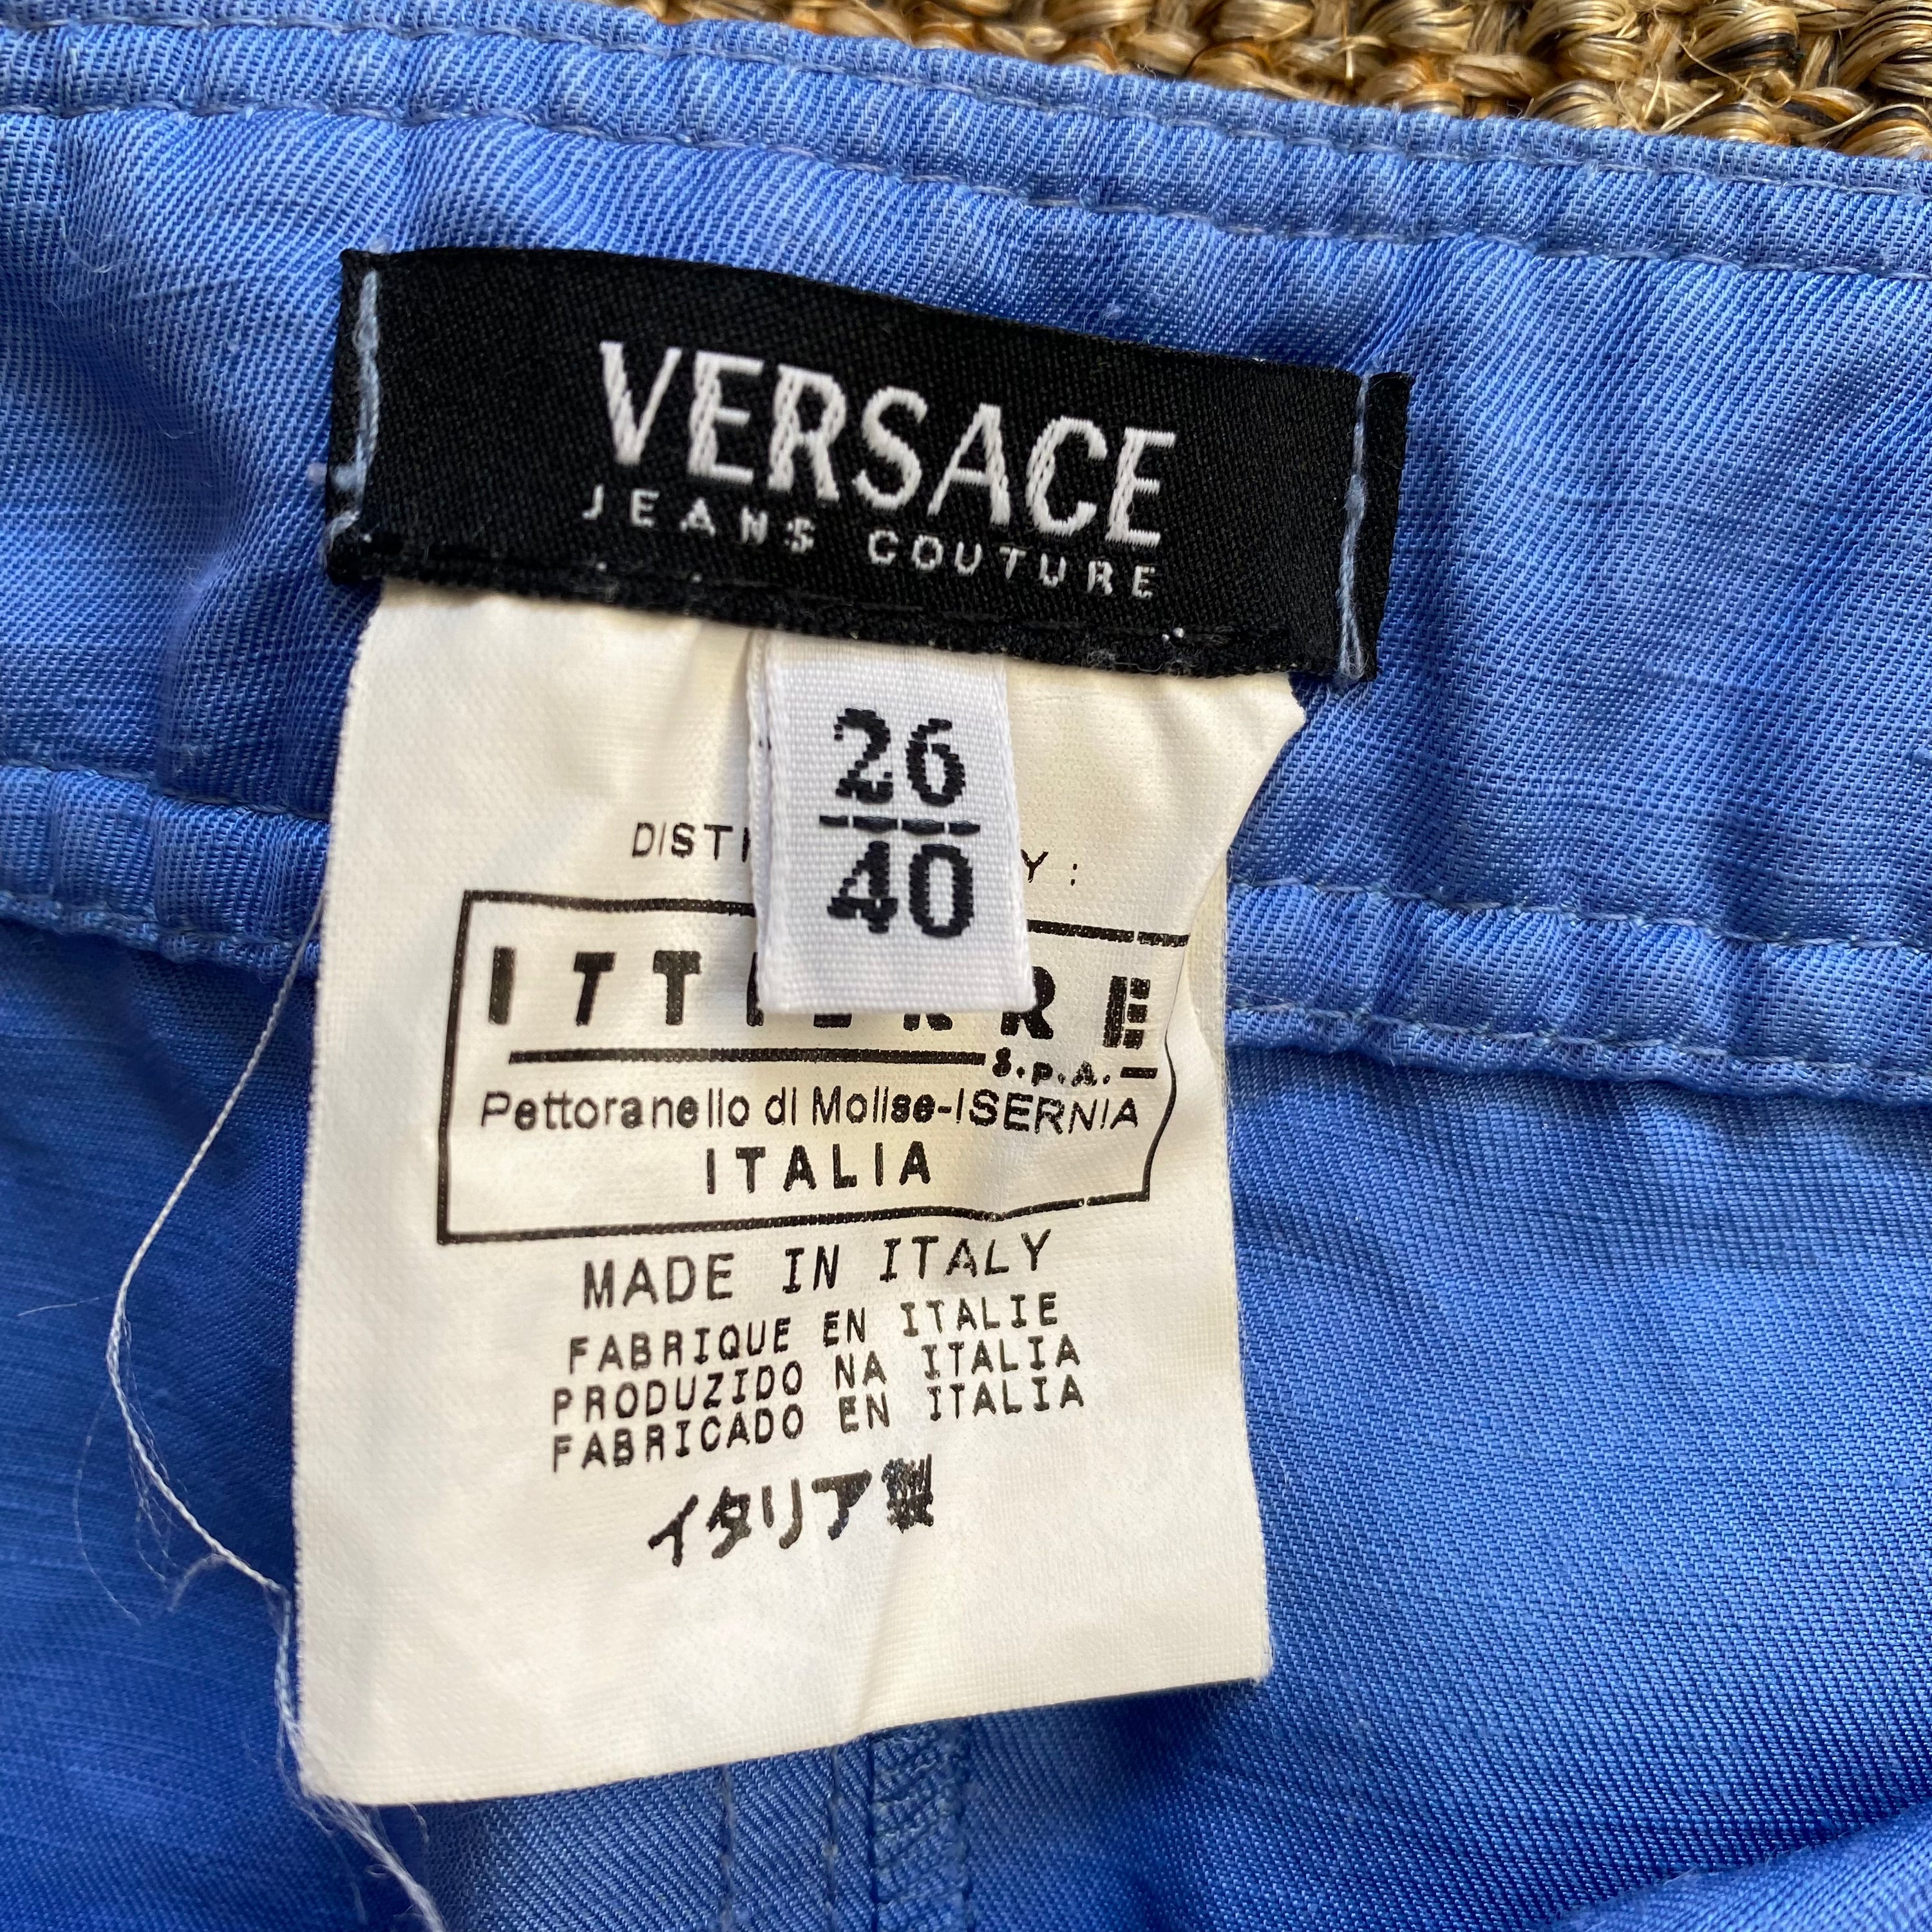 VERSACE
JEANS COUTURE
26
40
ITALIA
Pettoranello di Molise-ISERNIA
S.p.A.
MADE IN ITALY
FABRIQUE EN ITALIE
PRODUZIDO NA ITALIA
FABRICADO EN ITALIA
イタリア製